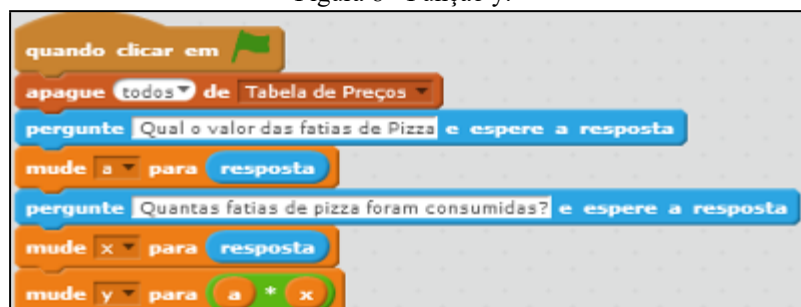 quando clicar em
apague todos de Tabela de Preços
pergunte Qual o valor das fatias de Pizza e espere a resposta
mude a para resposta
pergunte Quantas fatias de pizza foram consumidas? e espere a resposta
mude x para resposta
mude y para a * x